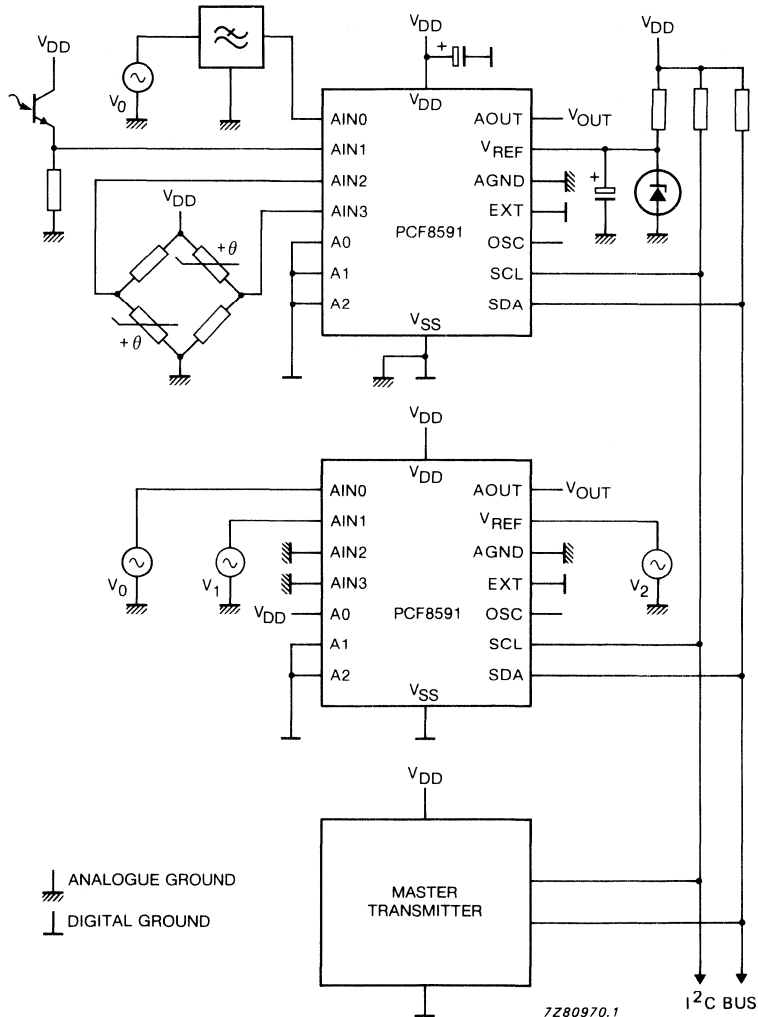 VDD
V0
VDD
VDD
AIN0
AIN1
AIN2
AIN3
A0
A1
A2
PCF8591
AOUT
VREF
AGND
EXT
OSC
SCL
SDA
VSS
VOUT
+
+
VDD
VDD
+θ
+θ
VDD
VDD
AIN0
AIN1
AIN2
AIN3
A0
A1
A2
PCF8591
AOUT
VREF
AGND
EXT
OSC
SCL
SDA
VSS
VOUT
V0
V1
VDD
V2
VDD
MASTER
TRANSMITTER
ANALOGUE GROUND
DIGITAL GROUND
I²C BUS
7Z80970.1